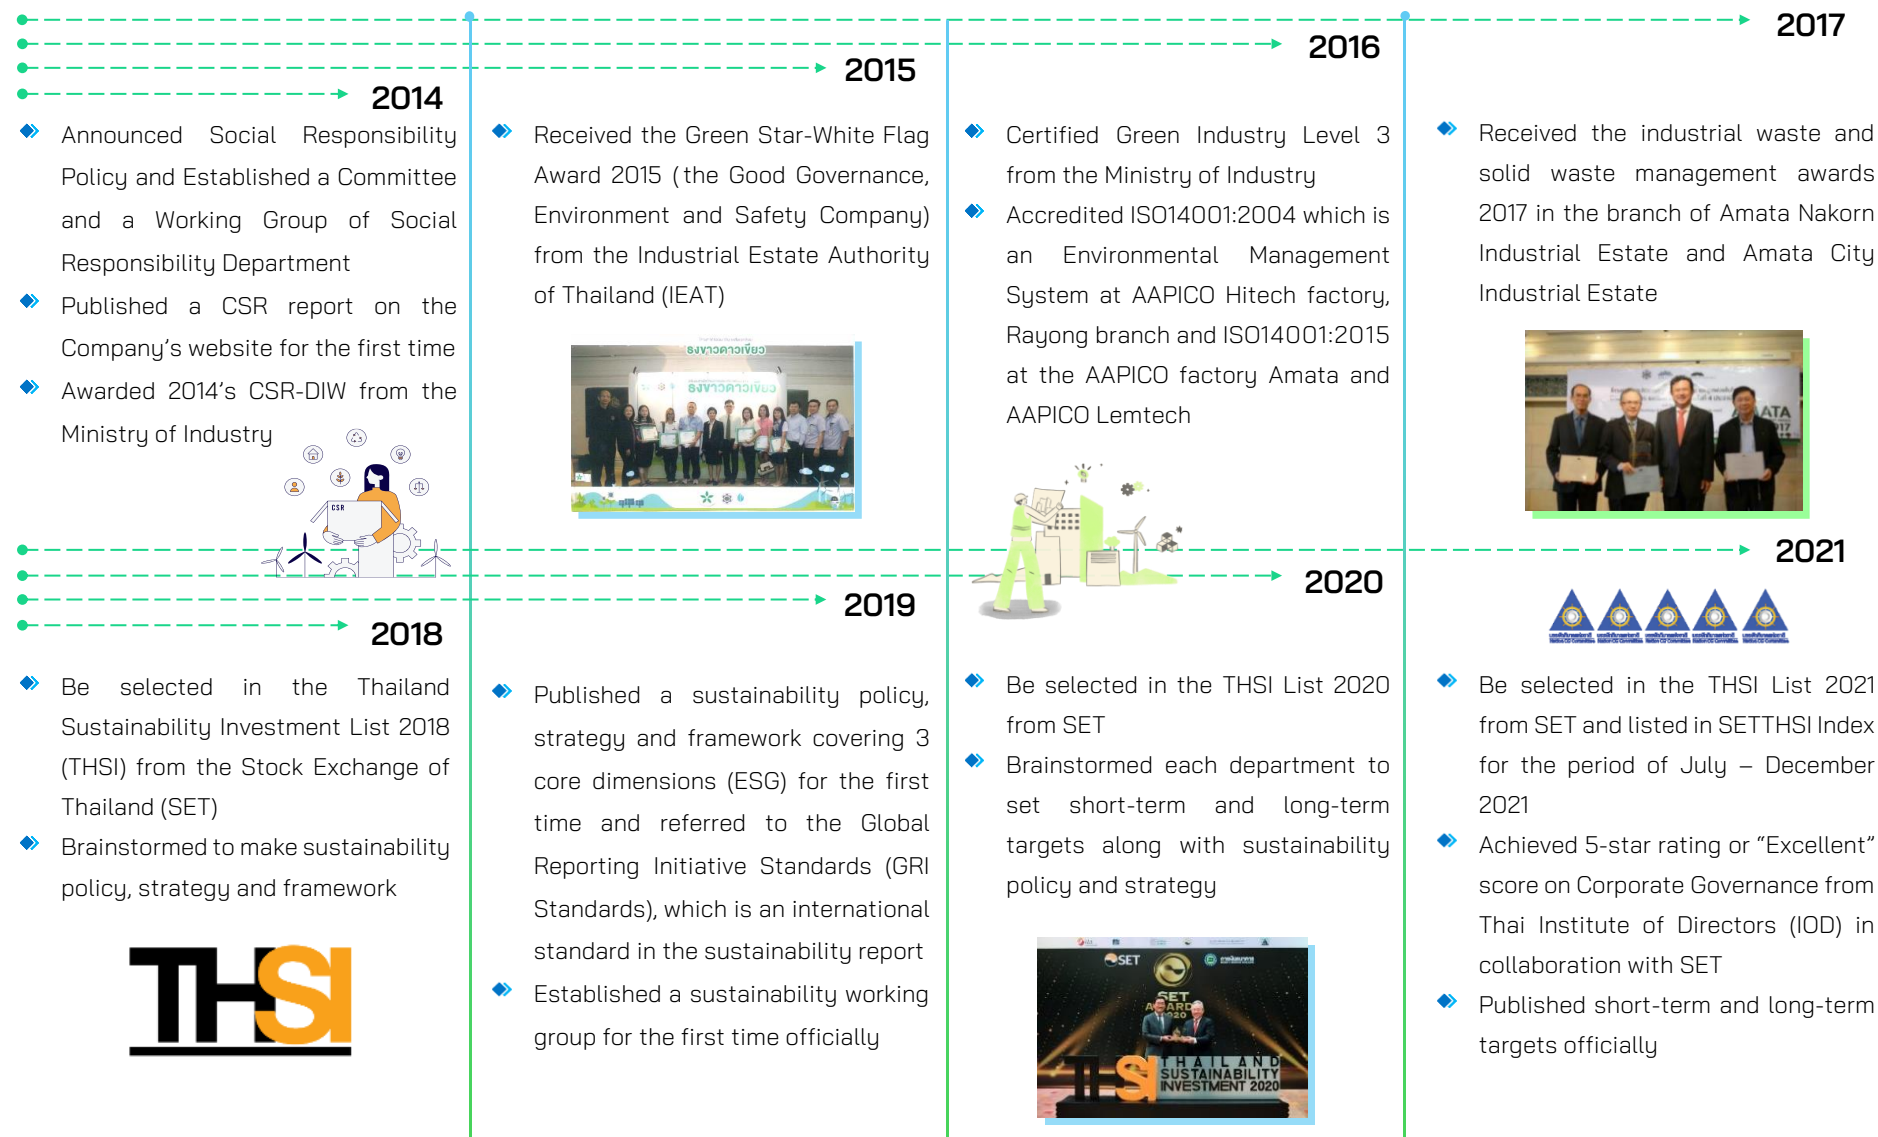 2014
Announced Social Responsibility
Policy and Established a Committee
and a Working Group of Social
Responsibility Department
Published a CSR report on the
Company's website for the first time
Awarded 2014's CSR-DIW from the
Ministry of Industry
CSR
2015
Received the Green Star-White Flag
Award 2015 (the Good Governance,
Environment and Safety Company)
from the Industrial Estate Authority
of Thailand (IEAT)
ธงขาวดาวเขียว
ธงขาวดาวเขียว
2016
Certified Green Industry Level 3
from the Ministry of Industry
Accredited ISO14001:2004 which is
an Environmental Management
System at AAPICO Hitech factory,
Rayong branch and ISO14001:2015
at the AAPICO factory Amata and
AAPICO Lemtech
2017
Received the industrial waste and
solid waste management awards
2017 in the branch of Amata Nakorn
Industrial Estate and Amata City
Industrial Estate
2018
Be selected in the Thailand
Sustainability Investment List 2018
(THSI) from the Stock Exchange of
Thailand (SET)
Brainstormed to make sustainability
policy, strategy and framework
THSI
2019
Published a sustainability policy,
strategy and framework covering 3
core dimensions (ESG) for the first
time and referred to the Global
Reporting Initiative Standards (GRI
Standards), which is an international
standard in the sustainability report
Established a sustainability working
group for the first time officially
2020
Be selected in the THSI List 2020
from SET
Brainstormed each department to
set short-term and long-term
targets along with sustainability
policy and strategy
SET
SET
AWARDS
2020
THSI
THAILAND
SUSTAINABILITY
INVESTMENT 2020
2021
Be selected in the THSI List 2021
from SET and listed in SETTHSI Index
for the period of July – December
2021
Achieved 5-star rating or “Excellent”
score on Corporate Governance from
Thai Institute of Directors (IOD) in
collaboration with SET
Published short-term and long-term
targets officially